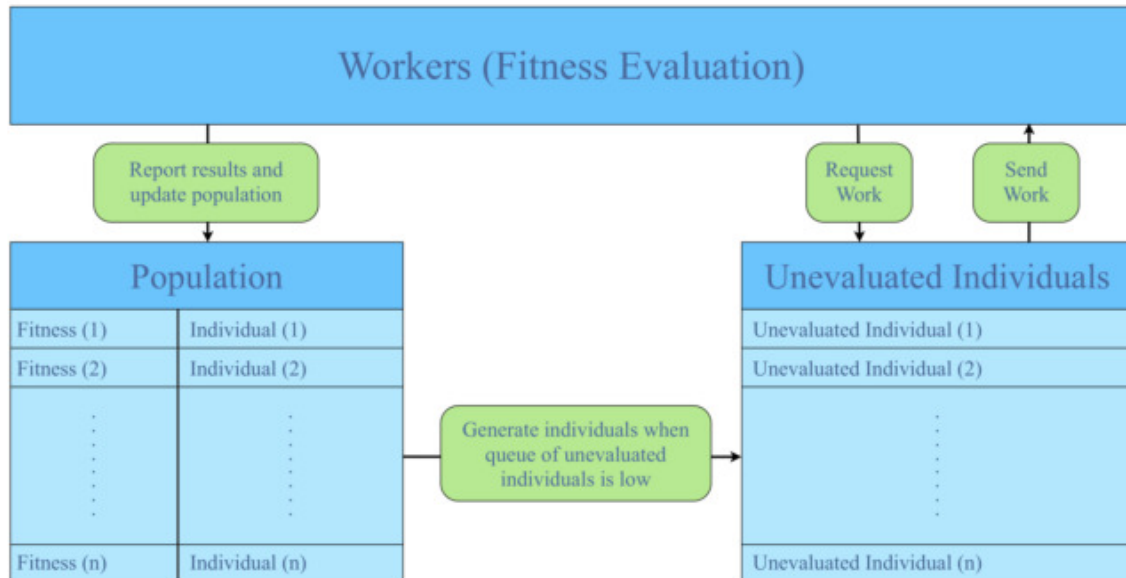 Workers (Fitness Evaluation)
Report results and
update population
Request
Work
Send
Work
Population
Fitness (1)
Individual (1)
Fitness (2)
Individual (2)
Fitness (n)
Individual (n)
Generate individuals when
queue of unevaluated
individuals is low
Unevaluated Individuals
Unevaluated Individual (1)
Unevaluated Individual (2)
Unevaluated Individual (n)